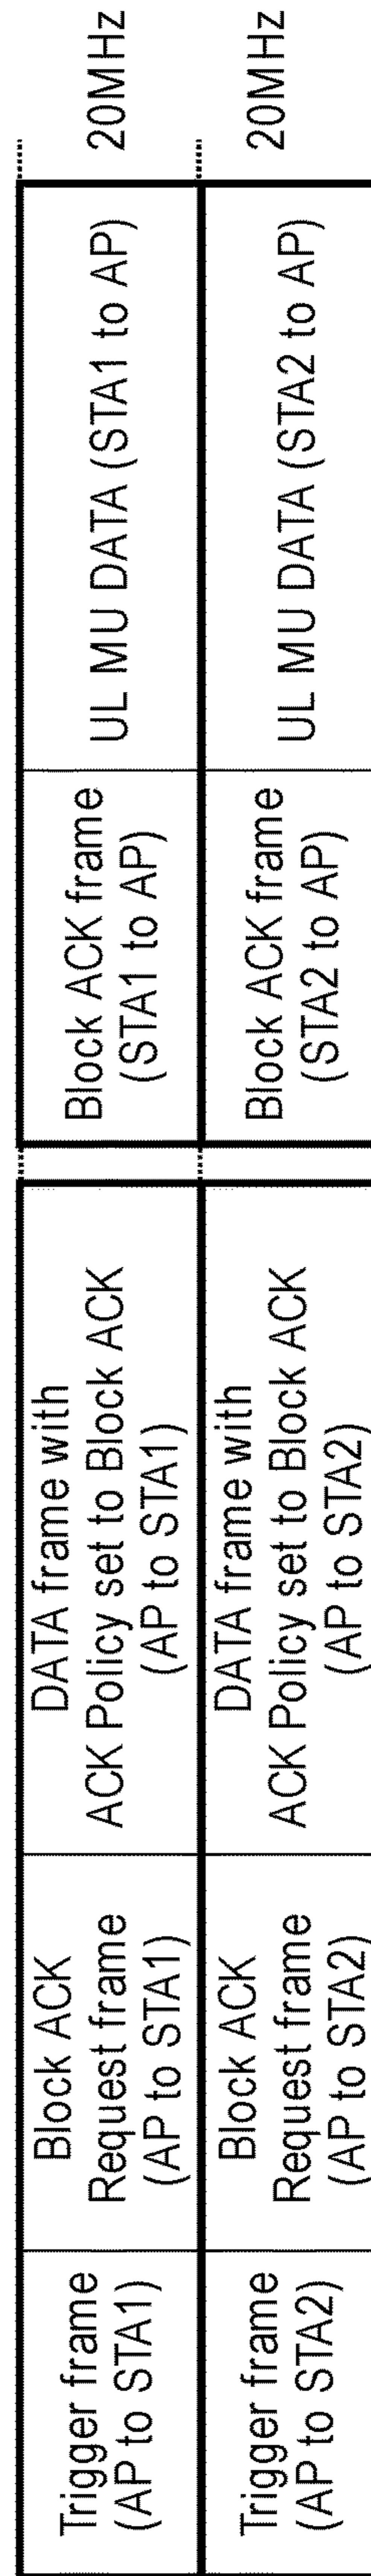 Trigger frame
(AP to STA1)
Block ACK
Request frame
(AP to STA1)
DATA frame with
ACK Policy set to Block ACK
(AP to STA1)
Block ACK frame
(STA1 to AP)
UL MU DATA (STA1 to AP)
20MHz
Trigger frame
(AP to STA2)
Block ACK
Request frame
(AP to STA2)
DATA frame with
ACK Policy set to Block ACK
(AP to STA2)
Block ACK frame
(STA2 to AP)
UL MU DATA (STA2 to AP)
20MHz